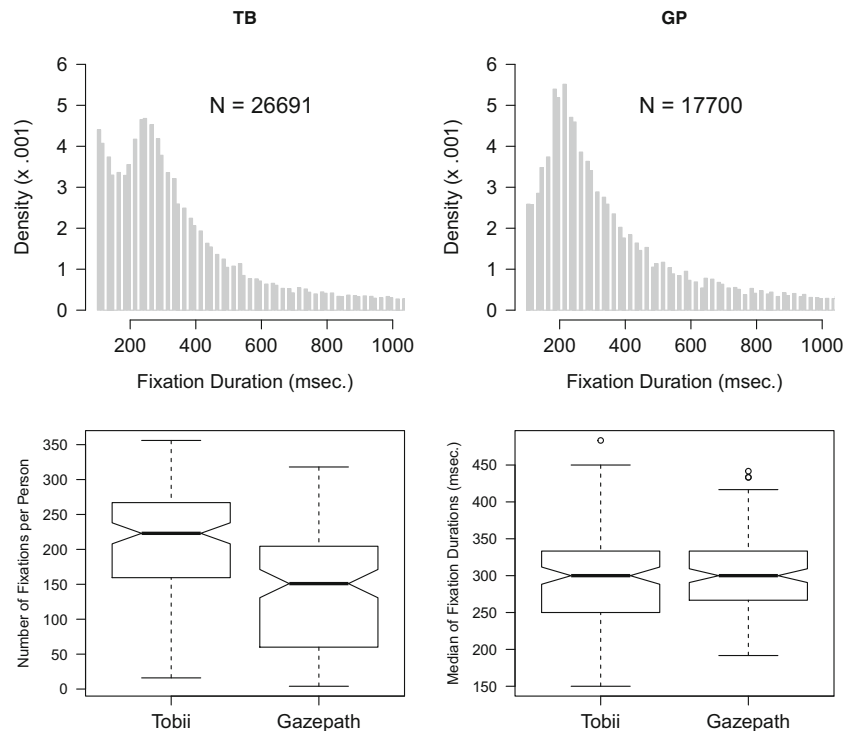 TB
GP
6
5
4
3
2
1
0
Density (x .001)
N = 26691
200 400 600 800 1000
Fixation Duration (msec.)
6
5
4
3
2
1
0
Density (x .001)
N = 17700
200 400 600 800 1000
Fixation Duration (msec.)
350
300
250
200
150
100
50
0
Number of Fixations per Person
Tobii Gazepath
450
400
350
300
250
200
150
Median of Fixation Durations (msec.)
Tobii Gazepath